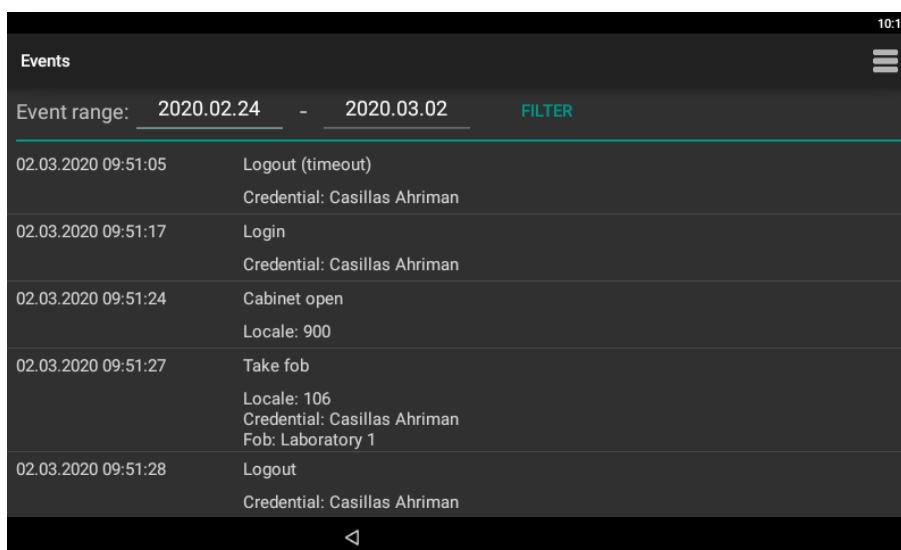 10:1
Events
Event range: 2020.02.24 - 2020.03.02 FILTER
02.03.2020 09:51:05 Logout (timeout)
Credential: Casillas Ahriman
02.03.2020 09:51:17 Login
Credential: Casillas Ahriman
02.03.2020 09:51:24 Cabinet open
Locale: 900
02.03.2020 09:51:27 Take fob
Locale: 106
Credential: Casillas Ahriman
Fob: Laboratory 1
02.03.2020 09:51:28 Logout
Credential: Casillas Ahriman